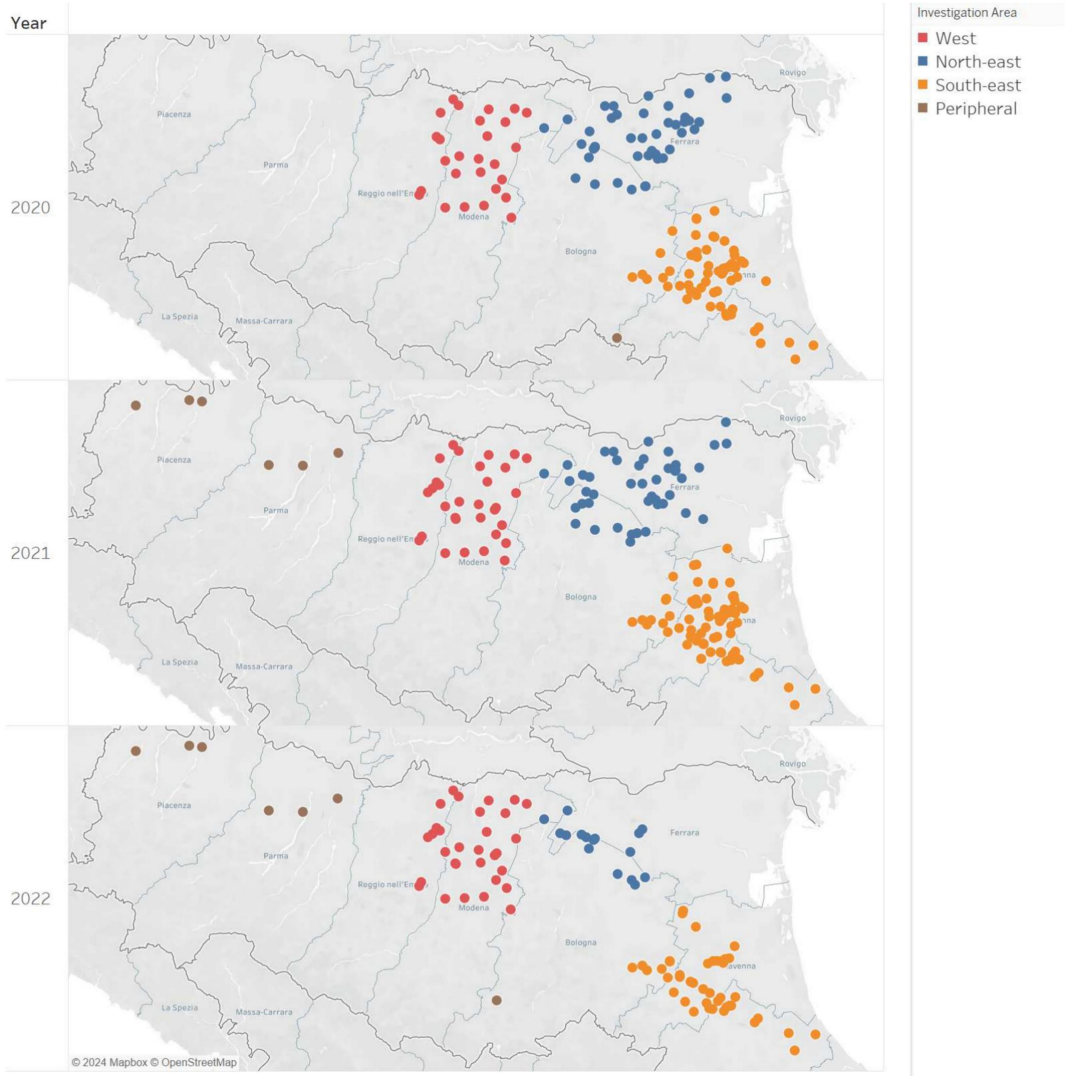 Year
Investigation Area
West
North-east
South-east
Peripheral
2020
Rovigo
Piacenza
Parma
Ferrara
Reggio nell'Em
Modena
Bologna
La Spezia
Massa-Carrara
2021
Rovigo
Piacenza
Ferrara
Parma
Reggio nell'Em
Modena
Bologna
La Spezia
Massa-Carrara
2022
Rovigo
Piacenza
Ferrara
Parma
Reggio nell'Em
Modena
Bologna
La Spezia
Massa-Carrara
© 2024 Mapbox © OpenStreetMap